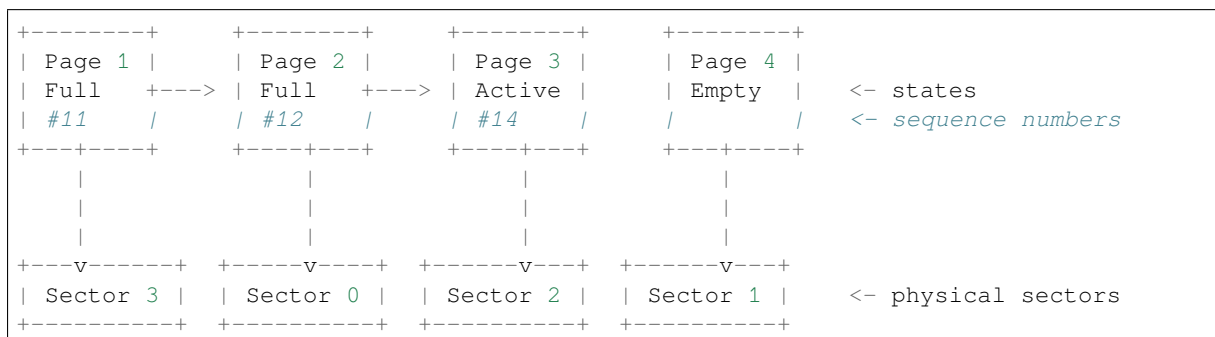 +--------+     +--------+     +--------+     +--------+
| Page 1 |     | Page 2 |     | Page 3 |     | Page 4 |
| Full   +---> | Full   +---> | Active |     | Empty  |   <- states
| #11    |     | #12    |     | #14    |     |        |   <- sequence numbers
+---+----+     +----+---+     +----+---+     +---+----+
    |               |              |             |
    |               |              |             |
    |               |              |             |
+---v------+  +-----v----+  +------v---+  +------v---+
| Sector 3 |  | Sector 0 |  | Sector 2 |  | Sector 1 |    <- physical sectors
+----------+  +----------+  +----------+  +----------+